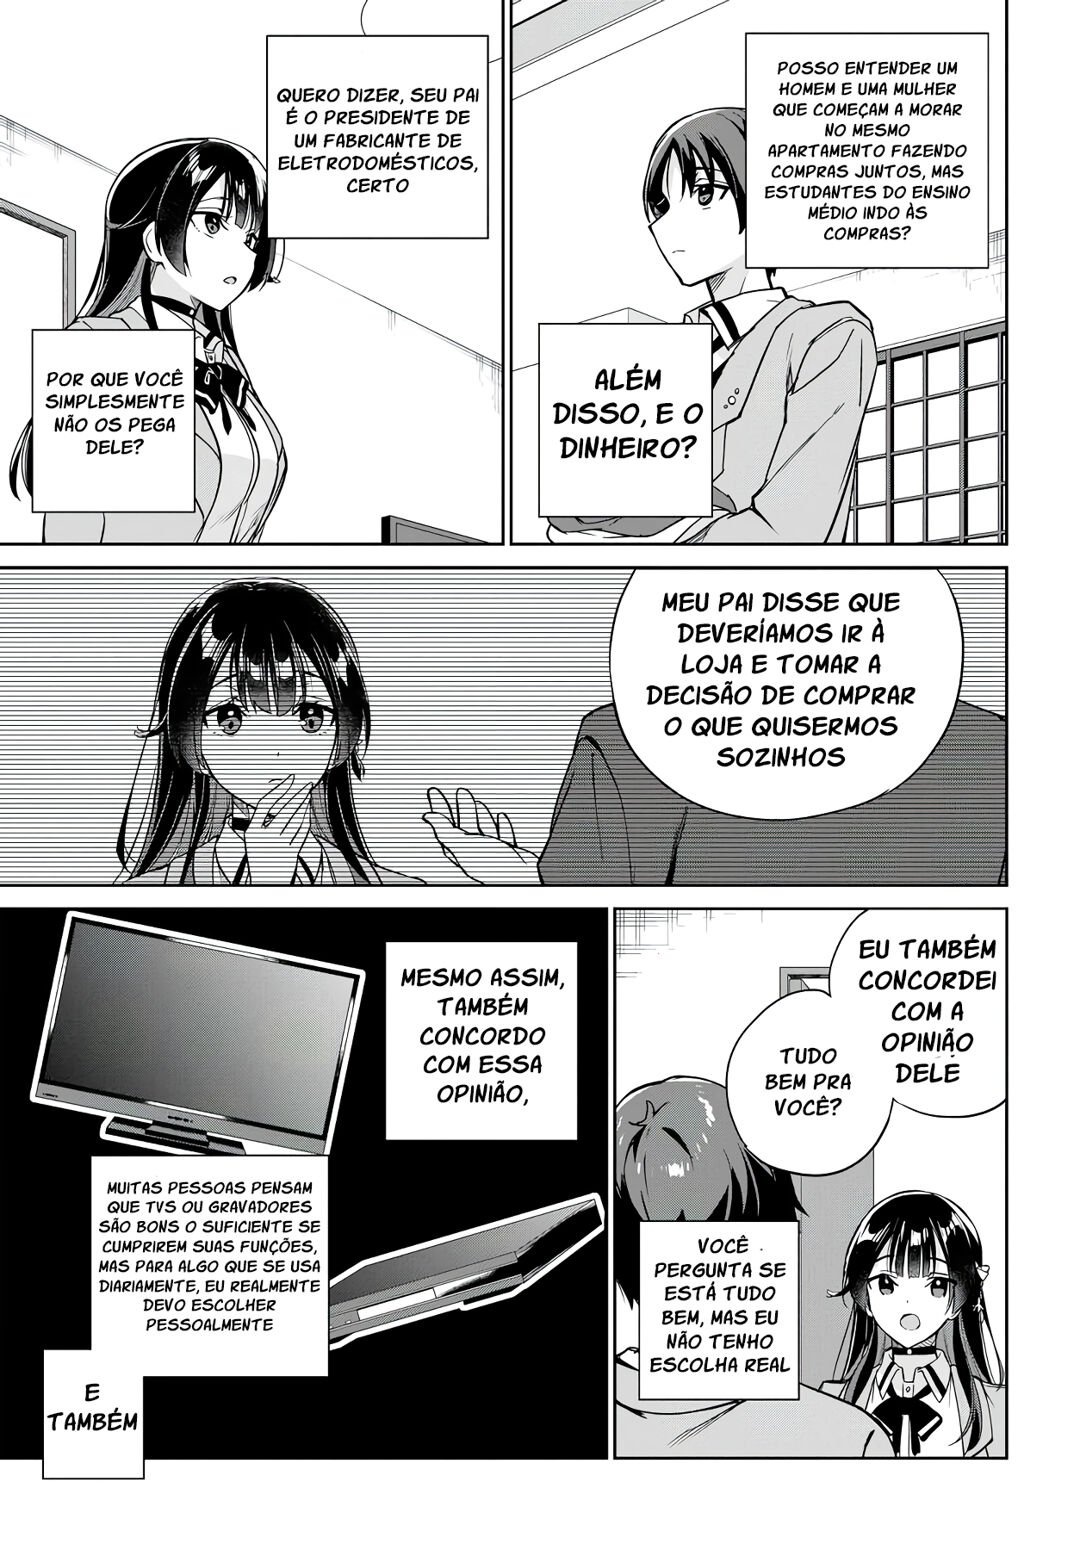 POSSO ENTENDER UM
HOMEM E UMA MULHER
QUE COMEÇAM A MORAR
NO MESMO
APARTAMENTO FAZENDO
COMPRAS JUNTOS, MAS
ESTUDANTES DO ENSINO
MÉDIO INDO ÀS
COMPRAS?
ALÉM
DISSO, E O
DINHEIRO?
QUERO DIZER, SEU PAI
É O PRESIDENTE DE
UM FABRICANTE DE
ELETRODOMÉSTICOS,
CERTO
POR QUE VOCÊ
SIMPLESMENTE
NÃO OS PEGA
DELE?
MEU PAI DISSE QUE
DEVERÍAMOS IR À
LOJA E TOMAR A
DECISÃO DE COMPRAR
O QUE QUISERMOS
SOZINHOS
EU TAMBÉM
CONCORDEI
COM A
OPINIÃO
DELE
TUDO
BEM PRA
VOCÊ?
VOCÊ
PERGUNTA SE
ESTÁ TUDO
BEM, MAS EU
NÃO TENHO
ESCOLHA REAL
MESMO ASSIM,
TAMBÉM
CONCORDO
COM ESSA
OPINIÃO,
MUITAS PESSOAS PENSAM
QUE TVS OU GRAVADORES
SÃO BONS O SUFICIENTE SE
CUMPRIREM SUAS FUNÇÕES,
MAS PARA ALGO QUE SE USA
DIARIAMENTE, EU REALMENTE
DEVO ESCOLHER
PESSOALMENTE
E
TAMBÉM